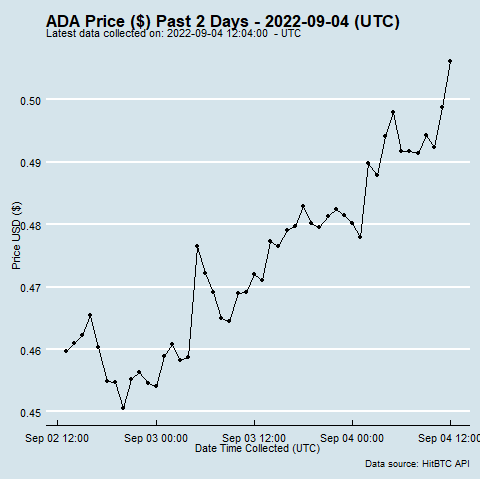 ADA Price ($) Past 2 Days - 2022-09-04 (UTC)
Latest data collected on: 2022-09-04 12:04:00 - UTC
Price USD ($)
0.50
0.49
0.48
0.47
0.46
0.45
Sep 02 12:00 Sep 03 00:00 Sep 03 12:00 Sep 04 00:00 Sep 04 12:00
Date Time Collected (UTC)
Data source: HitBTC API